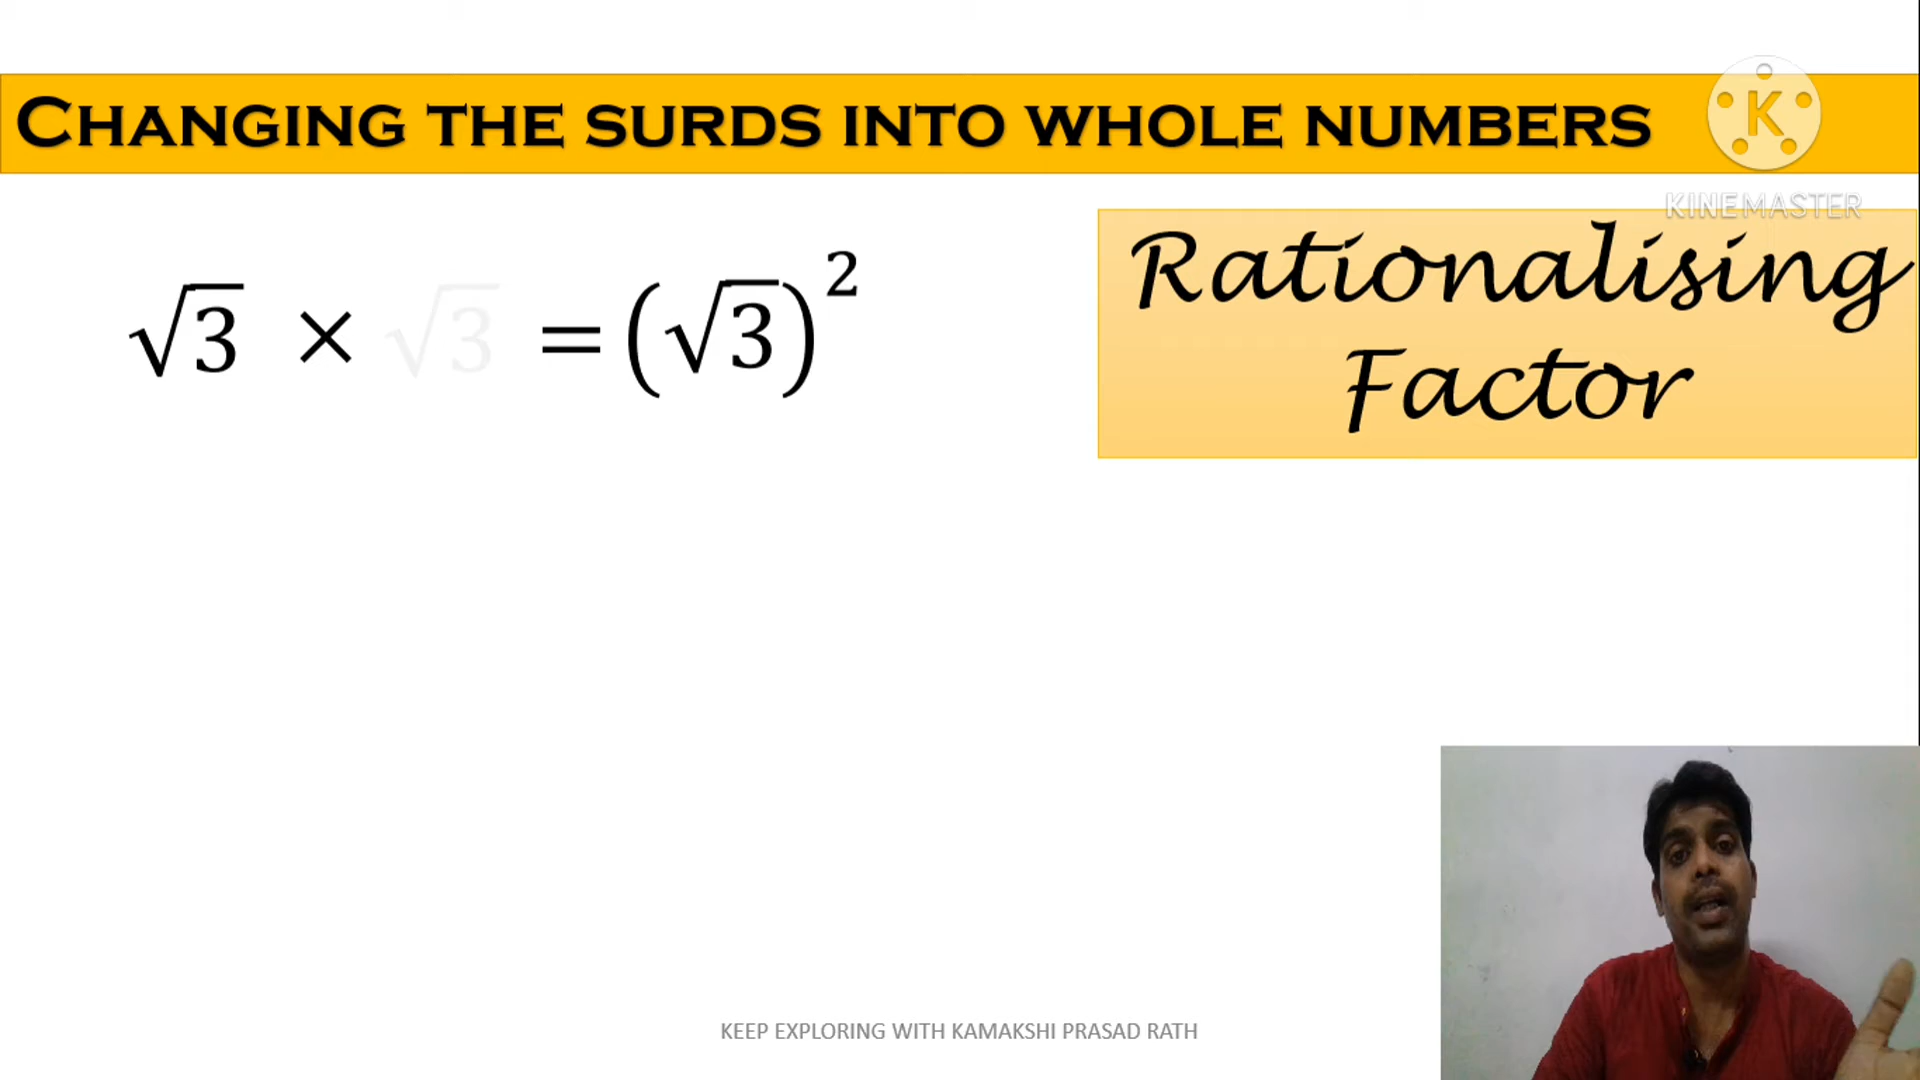 CHANGING THE SURDS INTO WHOLE NUMBERS
K
KINEMASTER
Rationalising
Factor
√3 × √3 = (√3)²
KEEP EXPLORING WITH KAMAKSHI PRASAD RATH